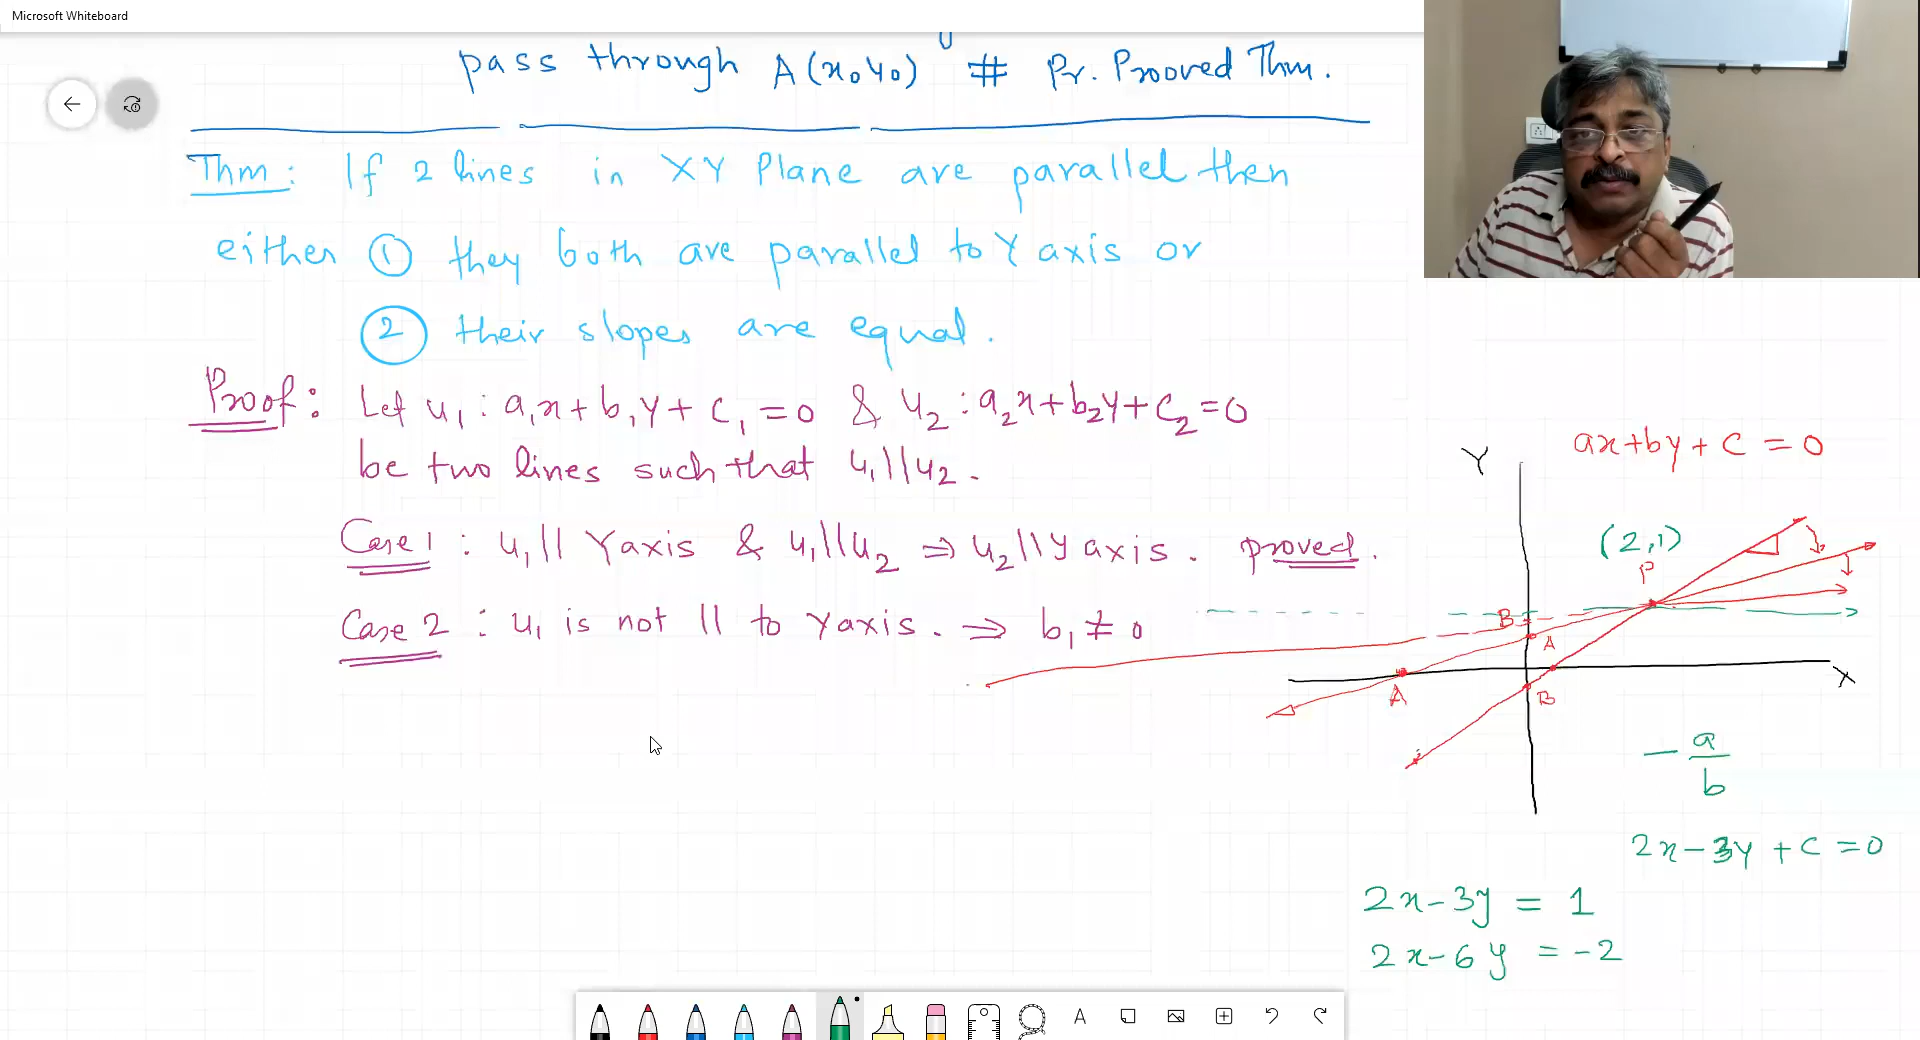 Microsoft Whiteboard
pass through A(x₀y₀) # Pr. Prooved Thm.
Thm: If 2 lines in XY Plane are parallel then
either ① they both are parallel to Y axis or
② their slopes are equal.
Proof: Let u₁ : a₁x + b₁y + c₁ = 0 & u₂ : a₂x + b₂y + c₂ = 0
be two lines such that u₁ || u₂.
Case 1 : u₁ || Y axis & u₁ || u₂ ⇒ u₂ || y axis. proved.
Case 2 : u₁ is not || to Y axis. ⇒ b₁ ≠ 0
ax + by + c = 0
Y
(2,1)
P
B
A
X
A
B
- a/b
2x - 3y + c = 0
2x - 3y = 1
2x - 6y = -2
A